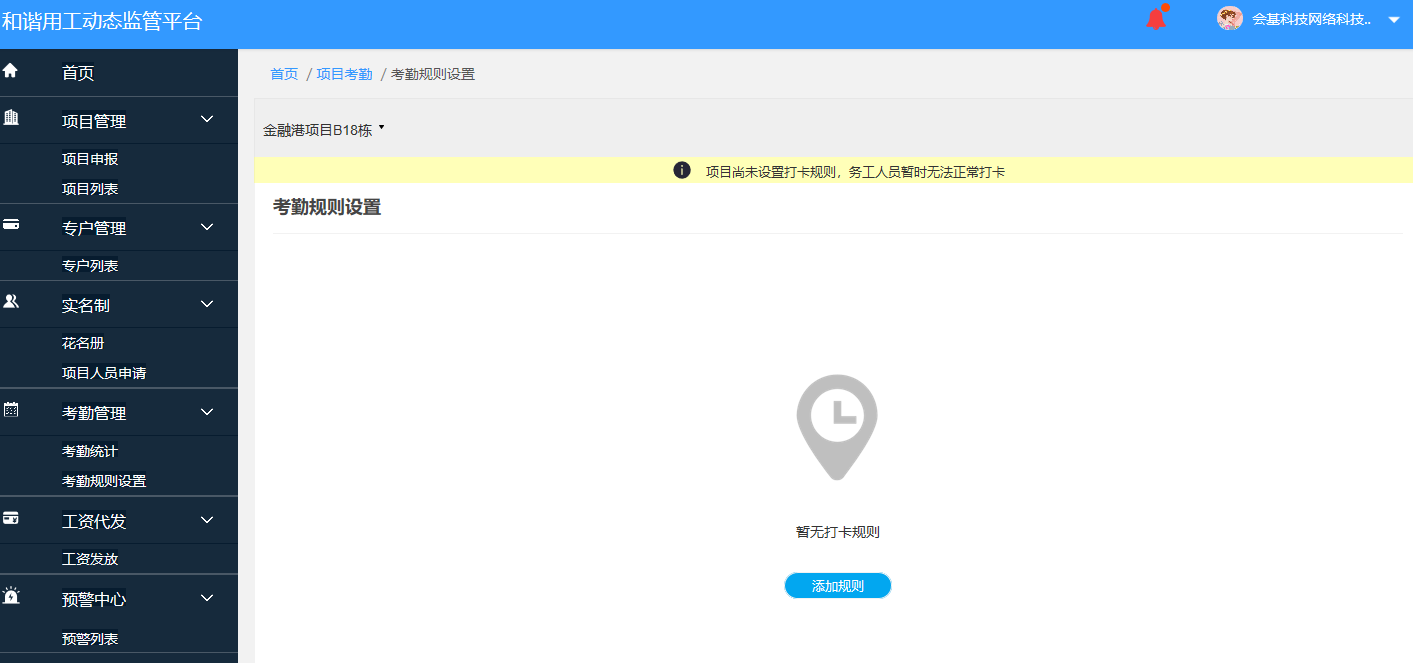 和谐用工动态监管平台
会基科技网络科技..
首页
项目管理
项目申报
项目列表
专户管理
专户列表
实名制
花名册
项目人员申请
考勤管理
考勤统计
考勤规则设置
工资代发
工资发放
预警中心
预警列表
首页 / 项目考勤 / 考勤规则设置
金融港项目B18栋
项目尚未设置打卡规则，务工人员暂时无法正常打卡
考勤规则设置
暂无打卡规则
添加规则